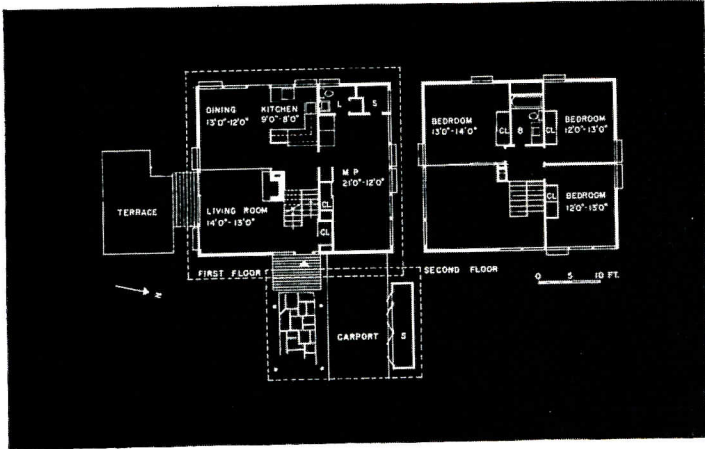 DINING
13'0"-12'0"
KITCHEN
9'0"-8'0"
L
S
M P
21'0"-12'0"
CL
CL
LIVING ROOM
14'0"-13'0"
TERRACE
FIRST FLOOR
N
CARPORT
S
BEDROOM
13'0"-14'0"
CL
B
CL
BEDROOM
12'0"-13'0"
CL
BEDROOM
12'0"-13'0"
SECOND FLOOR
0 5 10 FT.